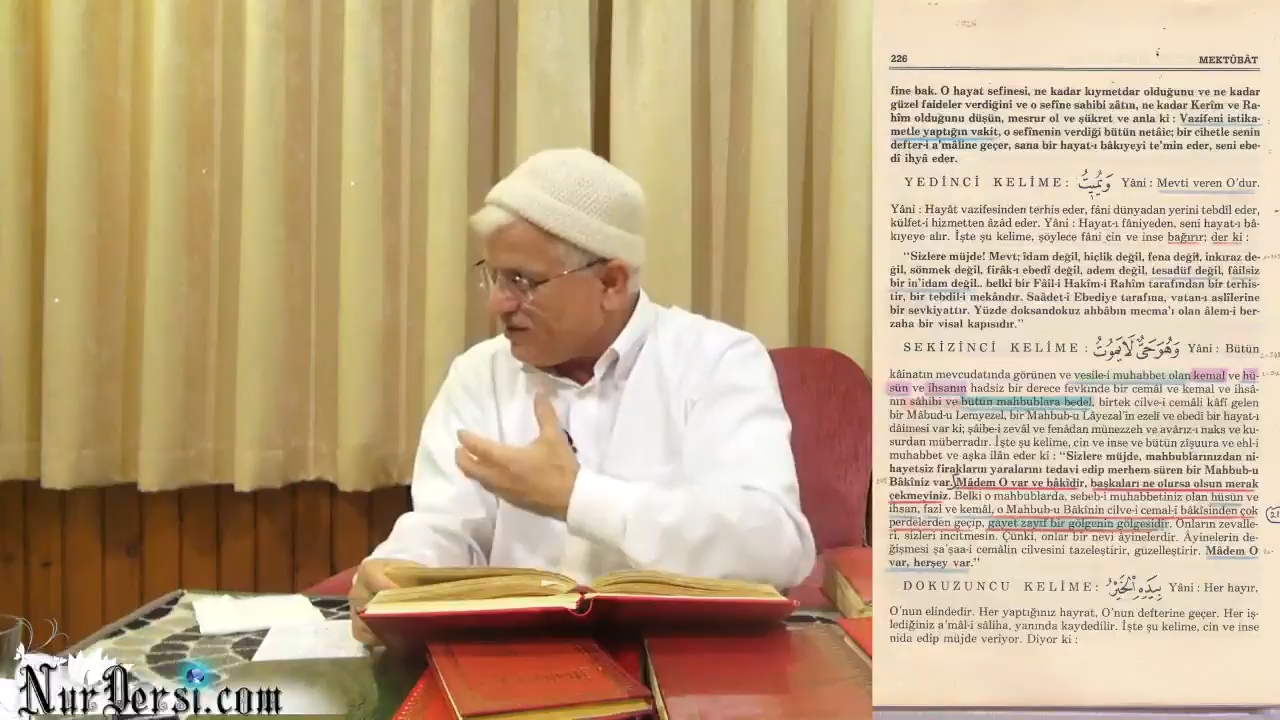 226 MEKTÛBÂT
fine bak. O hayat sefinesi, ne kadar kıymetdar olduğunu ve ne kadar
güzel faideler verdiğini ve o sefîne sahibi zâtın, ne kadar Kerîm ve Ra-
hîm olduğunu düşün, mesrur ol ve şükret ve anla ki : Vazifeni istika-
metle yaptığın vakit, o sefinenin verdiği bütün netâic; bir cihetle senin
defter-i a'mâline geçer, sana bir hayat-ı bâkıyeyi te'min eder, seni ebe-
dî ihyâ eder.
YEDİNCİ KELİME: وَيُمِيتُ Yâni : Mevti veren O'dur.
Yâni : Hayât vazifesinden terhis eder, fâni dünyadan yerini tebdîl eder,
külfet-i hizmetten âzâd eder. Yâni : Hayat-ı fâniyeden, seni hayat-ı bâ-
kıyeye alır. İşte şu kelime, şöylece fâni cin ve inse bağırır; der ki :
"Sizlere müjde! Mevt; îdam değil, hiçlik değil, fena değil, inkıraz de-
ğil, sönmek değil, firâk-ı ebedî değil, adem değil, tesadüf değil, fâilsiz
bir in'idam değil.. belki bir Fâil-i Hakîm-i Rahîm tarafından bir terhis-
tir, bir tebdîl-i mekândır. Saâdet-i Ebediye tarafına, vatan-ı aslîlerine
bir sevkiyattır. Yüzde doksandokuz ahbâbın mecma'ı olan âlem-i ber-
zaha bir visal kapısıdır."
SEKİZİNCİ KELİME : وَهُوَ حَىٌّ لَا يَمُوتُ Yâni : Bütün
kâinatın mevcudatında görünen ve vesile-i muhabbet olan kemal ve hü-
sün ve ihsanın hadsiz bir derece fevkinde bir cemâl ve kemal ve ihsâ-
nın sâhibi ve bütün mahbublara bedel, birtek cilve-i cemâli kâfî gelen
bir Mâbud-u Lemyezel, bir Mahbub-u Lâyezal'in ezelî ve ebedî bir hayat-ı
dâimesi var ki; şâibe-i zevâl ve fenâdan münezzeh ve avârız-ı naks ve ku-
surdan müberradır. İşte şu kelime, cin ve inse ve bütün zîşuura ve ehl-i
muhabbet ve aşka ilân eder ki : "Sizlere müjde, mahbublarınızdan ni-
hayetsiz firakların yaralarını tedavi edip merhem süren bir Mahbub-u
Bâkîniz var. Mâdem O var ve bâkîdir, başkaları ne olursa olsun merak
çekmeyiniz. Belki o mahbublarda, sebeb-i muhabbetiniz olan hüsün ve
ihsan, fazl ve kemâl, o Mahbub-u Bâkînin cilve-i cemal-i bâkîsinden çok
perdelerden geçip, gayet zayıf bir gölgenin gölgesidir. Onların zevalle-
ri, sizleri incitmesin. Çünki, onlar bir nevi âyinelerdir. Âyinelerin de-
ğişmesi şa'şaa-i cemâlin cilvesini tazeleştirir, güzelleştirir. Mâdem O
var, herşey var."
DOKUZUNCU KELİME: بِيَدِهِ الْخَيْرُ Yâni : Her hayır,
O'nun elindedir. Her yaptığınız hayrat, O'nun defterine geçer. Her iş-
lediğiniz a'mâl-i sâliha, yanında kaydedilir. İşte şu kelime, cin ve inse
nida edip müjde veriyor. Diyor ki :
NurDersi.com